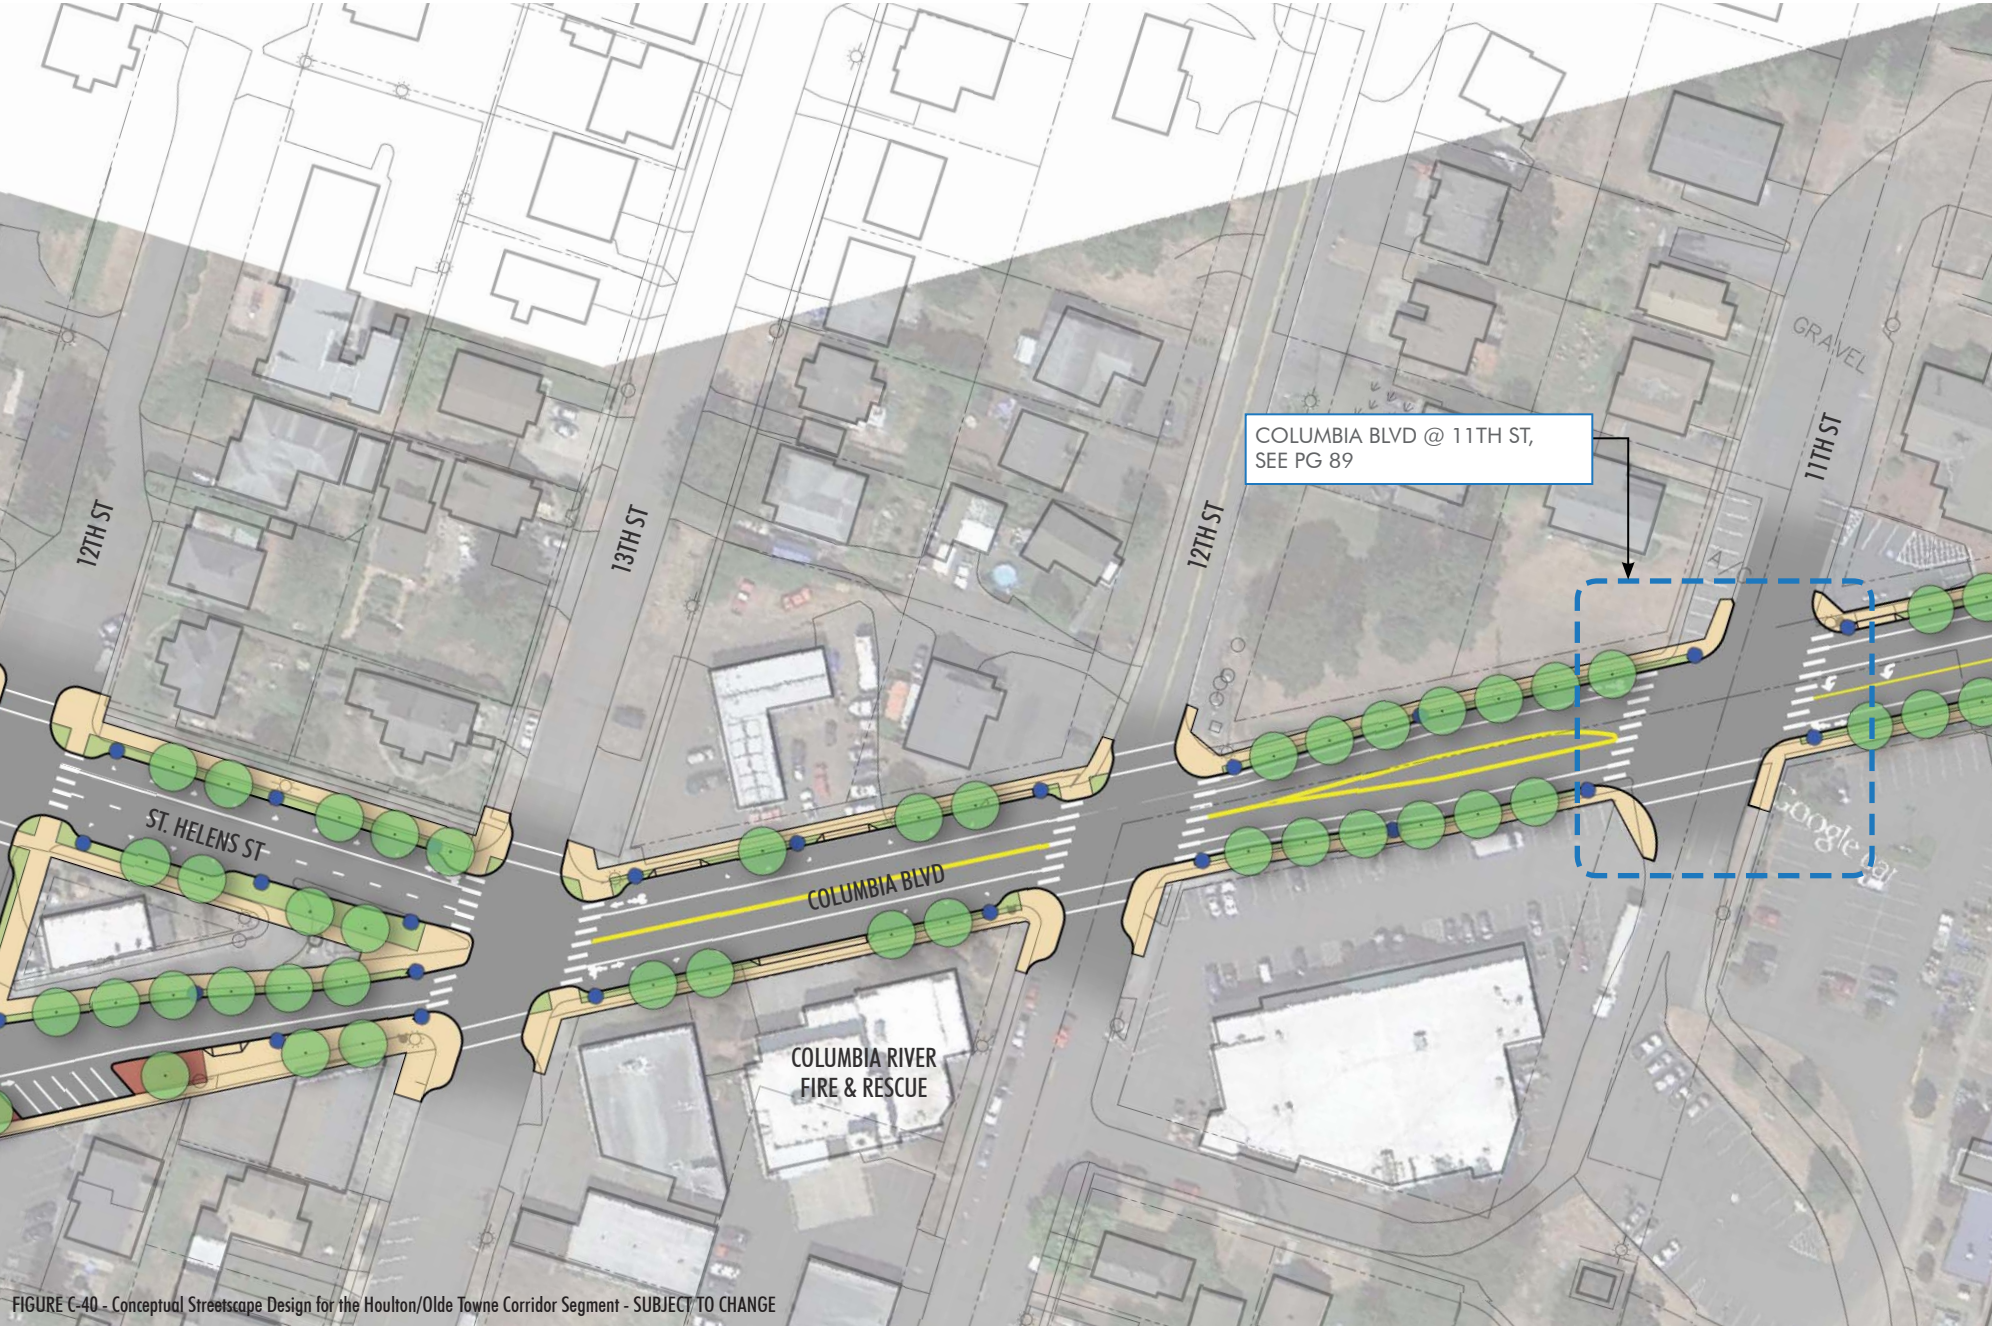 GRAVEL
COLUMBIA BLVD @ 11TH ST,
SEE PG 89
11TH ST
12TH ST
13TH ST
12TH ST
A/C
ST. HELENS ST
COLUMBIA BLVD
Google
COLUMBIA RIVER
FIRE & RESCUE
FIGURE C-40 - Conceptual Streetscape Design for the Houlton/Olde Towne Corridor Segment - SUBJECT TO CHANGE